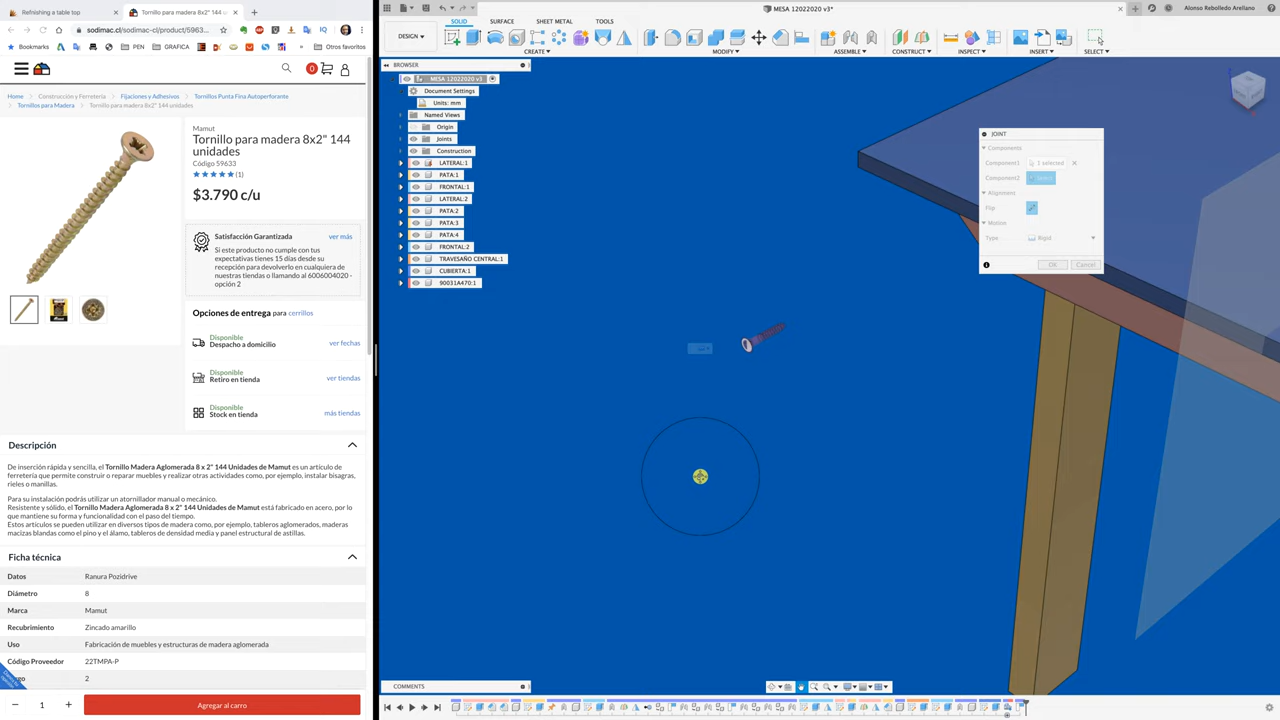 Refinishing a table top
Tornillo para madera 8x2" 144 u
sodimac.cl/sodimac-cl/product/5963...
Bookmarks
PEN
GRAFICA
Otros favoritos
0
Home
Construcción y Ferretería
Fijaciones y Adhesivos
Tornillos Punta Fina Autoperforante
Tornillos para Madera
Tornillo para madera 8x2" 144 unidades
Mamut
Tornillo para madera 8x2" 144
unidades
Código 59633
(1)
$3.790 c/u
Satisfacción Garantizada
ver más
Si este producto no cumple con tus
expectativas tienes 15 días desde su
recepción para devolverlo en cualquiera de
nuestras tiendas o llamando al 6006004020 -
opción 2
Opciones de entrega para cerrillos
Disponible
Despacho a domicilio
ver fechas
Disponible
Retiro en tienda
ver tiendas
Disponible
Stock en tienda
más tiendas
Descripción
De inserción rápida y sencilla, el Tornillo Madera Aglomerada 8 x 2" 144 Unidades de Mamut es un artículo de
ferretería que permite construir o reparar muebles y realizar otras actividades como, por ejemplo, instalar bisagras,
rieles o manillas.
Para su instalación podrás utilizar un atornillador manual o mecánico.
Resistente y sólido, el Tornillo Madera Aglomerada 8 x 2" 144 Unidades de Mamut está fabricado en acero, por lo
que mantiene su forma y funcionalidad con el paso del tiempo.
Estos articulos se pueden utilizar en diversos tipos de madera como, por ejemplo, tableros aglomerados, maderas
macizas blandas como el pino y el álamo, tableros de densidad media y panel estructural de astillas.
Ficha técnica
Datos
Ranura Pozidrive
Diámetro
8
Marca
Mamut
Recubrimiento
Zincado amarillo
Uso
Fabricación de muebles y estructuras de madera aglomerada
Código Proveedor
22TMPA-P
2
1
Agregar al carro
MESA 12022020 v3*
Alonso Rebolledo Arellano
SOLID
SURFACE
SHEET METAL
TOOLS
DESIGN
CREATE
MODIFY
ASSEMBLE
CONSTRUCT
INSPECT
INSERT
SELECT
BROWSER
MESA 12022020 v3
Document Settings
Units: mm
Named Views
Origin
Joints
Construction
LATERAL:1
PATA:1
FRONTAL:1
LATERAL:2
PATA:2
PATA:3
PATA:4
FRONTAL:2
TRAVESAÑO CENTRAL:1
CUBIERTA:1
90031A470:1
JOINT
Components
Component1
1 selected
Component2
Select
Alignment
Flip
Motion
Type
Rigid
OK
Cancel
COMMENTS